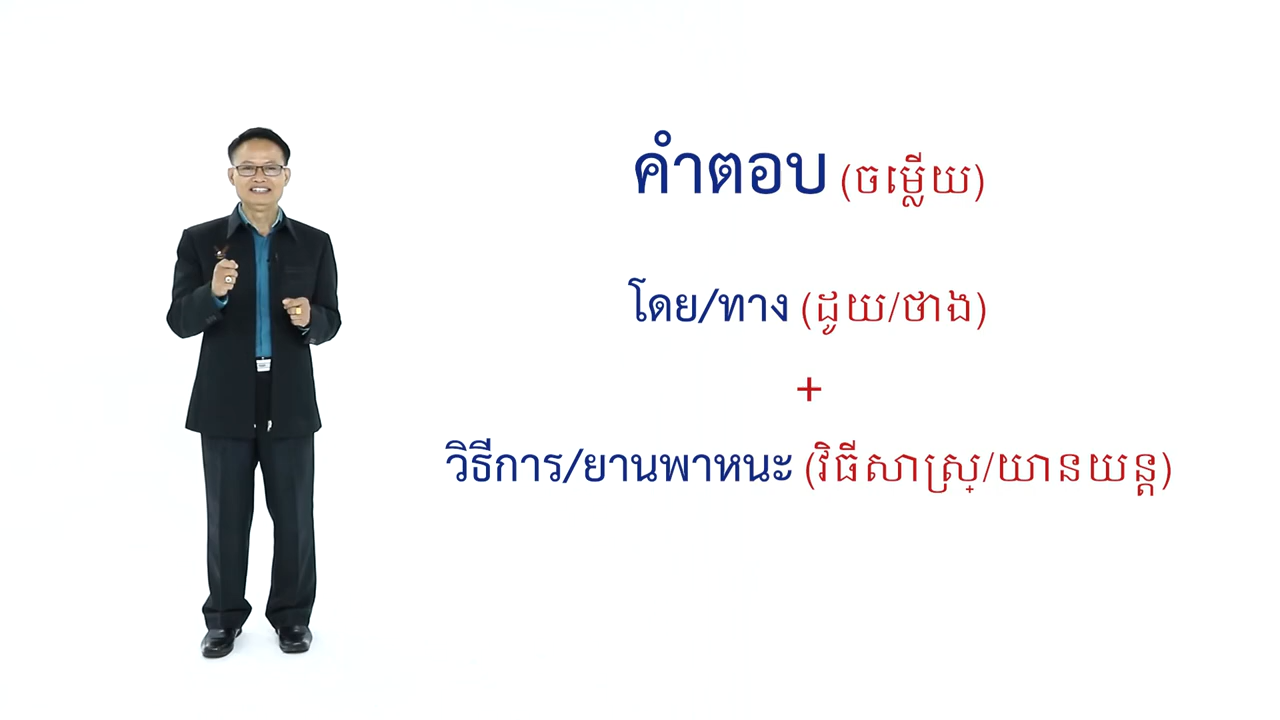 คำตอบ (ចម្លើយ)
โดย/ทาง (ដូយ/ថាង)
+
วิธีการ/ยานพาหนะ (វិធីសាស្រ្ត/យានយន្ត)